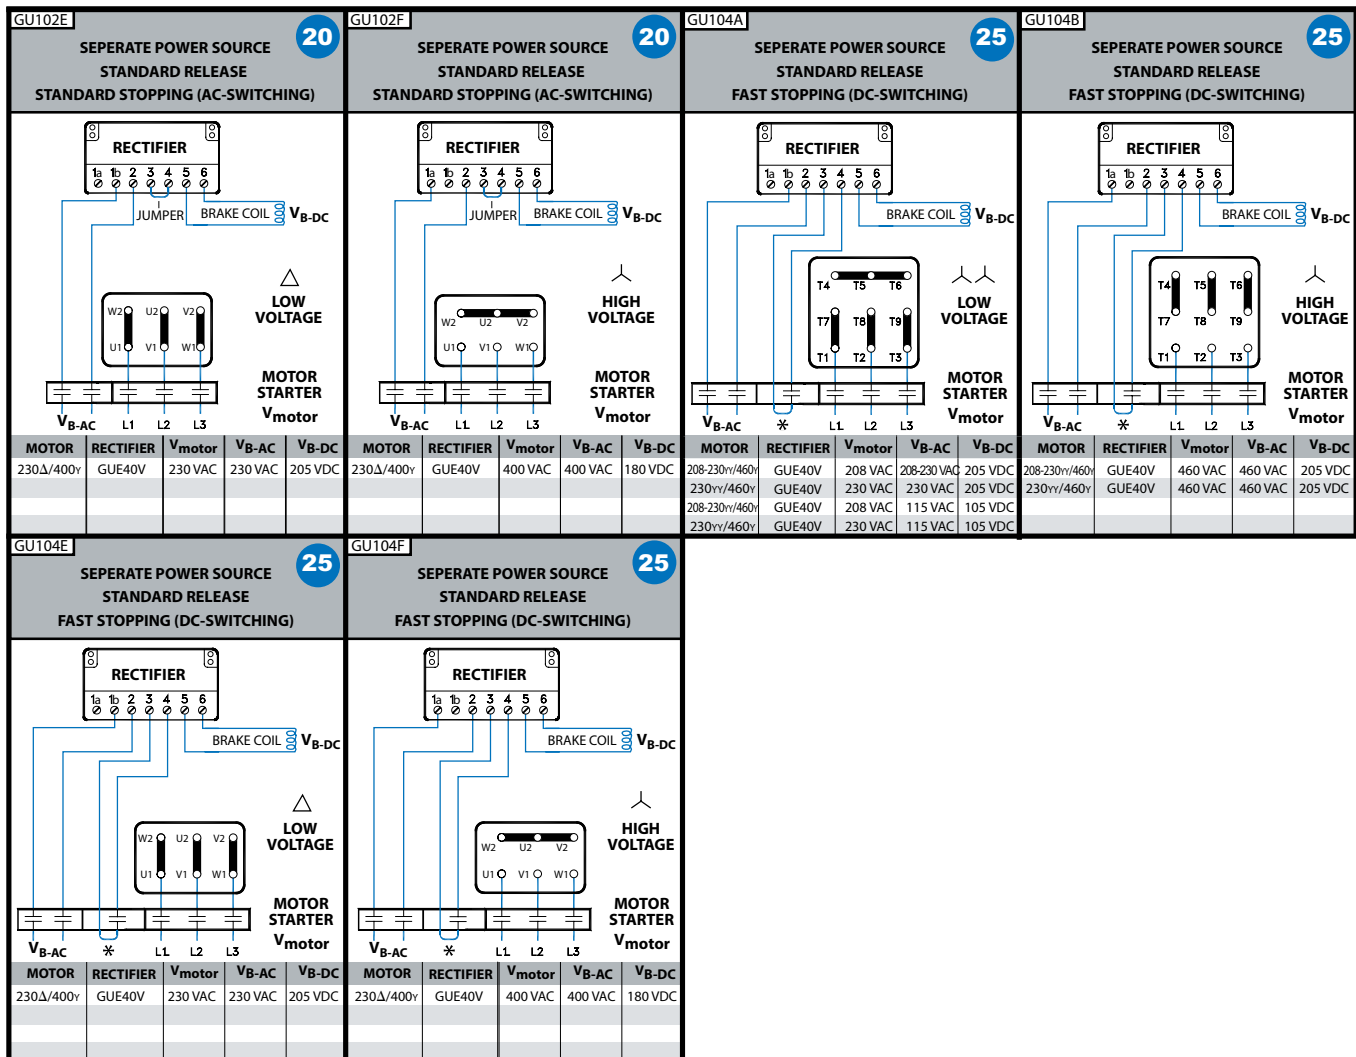 GU102E
20
SEPERATE POWER SOURCE
STANDARD RELEASE
STANDARD STOPPING (AC-SWITCHING)
RECTIFIER
1a 1b 2 3 4 5 6
JUMPER
BRAKE COIL
VB-DC
△
LOW
VOLTAGE
W2 U2 V2
U1 V1 W1
MOTOR
STARTER
Vmotor
VB-AC L1 L2 L3
MOTOR RECTIFIER Vmotor VB-AC VB-DC
230Δ/400Y GUE40V 230 VAC 230 VAC 205 VDC
GU102F
20
SEPERATE POWER SOURCE
STANDARD RELEASE
STANDARD STOPPING (AC-SWITCHING)
RECTIFIER
1a 1b 2 3 4 5 6
JUMPER
BRAKE COIL
VB-DC
HIGH
VOLTAGE
W2 U2 V2
U1 V1 W1
MOTOR
STARTER
Vmotor
VB-AC L1 L2 L3
MOTOR RECTIFIER Vmotor VB-AC VB-DC
230Δ/400Y GUE40V 400 VAC 400 VAC 180 VDC
GU104A
25
SEPERATE POWER SOURCE
STANDARD RELEASE
FAST STOPPING (DC-SWITCHING)
RECTIFIER
1a 1b 2 3 4 5 6
BRAKE COIL
VB-DC
LOW
VOLTAGE
T4 T5 T6
T7 T8 T9
T1 T2 T3
MOTOR
STARTER
Vmotor
VB-AC * L1 L2 L3
MOTOR RECTIFIER Vmotor VB-AC VB-DC
208-230YY/460Y GUE40V 208 VAC 208-230 VAC 205 VDC
230YY/460Y GUE40V 230 VAC 230 VAC 205 VDC
208-230YY/460Y GUE40V 208 VAC 115 VAC 105 VDC
230YY/460Y GUE40V 230 VAC 115 VAC 105 VDC
GU104B
25
SEPERATE POWER SOURCE
STANDARD RELEASE
FAST STOPPING (DC-SWITCHING)
RECTIFIER
1a 1b 2 3 4 5 6
BRAKE COIL
VB-DC
HIGH
VOLTAGE
T4 T5 T6
T7 T8 T9
T1 T2 T3
MOTOR
STARTER
Vmotor
VB-AC * L1 L2 L3
MOTOR RECTIFIER Vmotor VB-AC VB-DC
208-230YY/460Y GUE40V 460 VAC 460 VAC 205 VDC
230YY/460Y GUE40V 460 VAC 460 VAC 205 VDC
GU104E
25
SEPERATE POWER SOURCE
STANDARD RELEASE
FAST STOPPING (DC-SWITCHING)
RECTIFIER
1a 1b 2 3 4 5 6
BRAKE COIL
VB-DC
△
LOW
VOLTAGE
W2 U2 V2
U1 V1 W1
MOTOR
STARTER
Vmotor
VB-AC * L1 L2 L3
MOTOR RECTIFIER Vmotor VB-AC VB-DC
230Δ/400Y GUE40V 230 VAC 230 VAC 205 VDC
GU104F
25
SEPERATE POWER SOURCE
STANDARD RELEASE
FAST STOPPING (DC-SWITCHING)
RECTIFIER
1a 1b 2 3 4 5 6
BRAKE COIL
VB-DC
HIGH
VOLTAGE
W2 U2 V2
U1 V1 W1
MOTOR
STARTER
Vmotor
VB-AC * L1 L2 L3
MOTOR RECTIFIER Vmotor VB-AC VB-DC
230Δ/400Y GUE40V 400 VAC 400 VAC 180 VDC